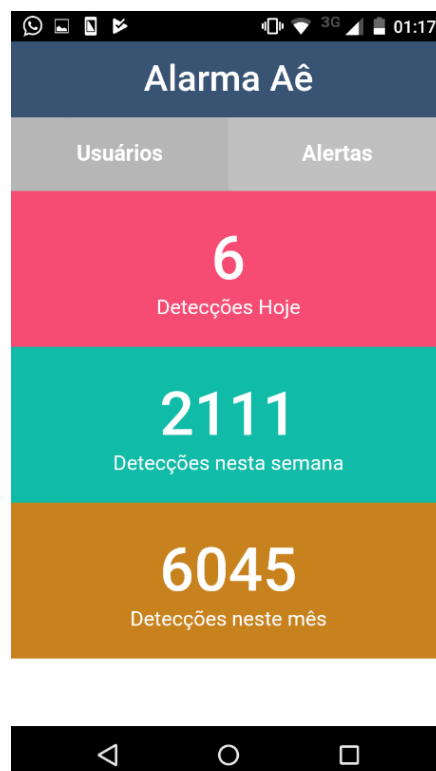 3G 01:17
Alarma Aê
Usuários Alertas
6
Detecções Hoje
2111
Detecções nesta semana
6045
Detecções neste mês